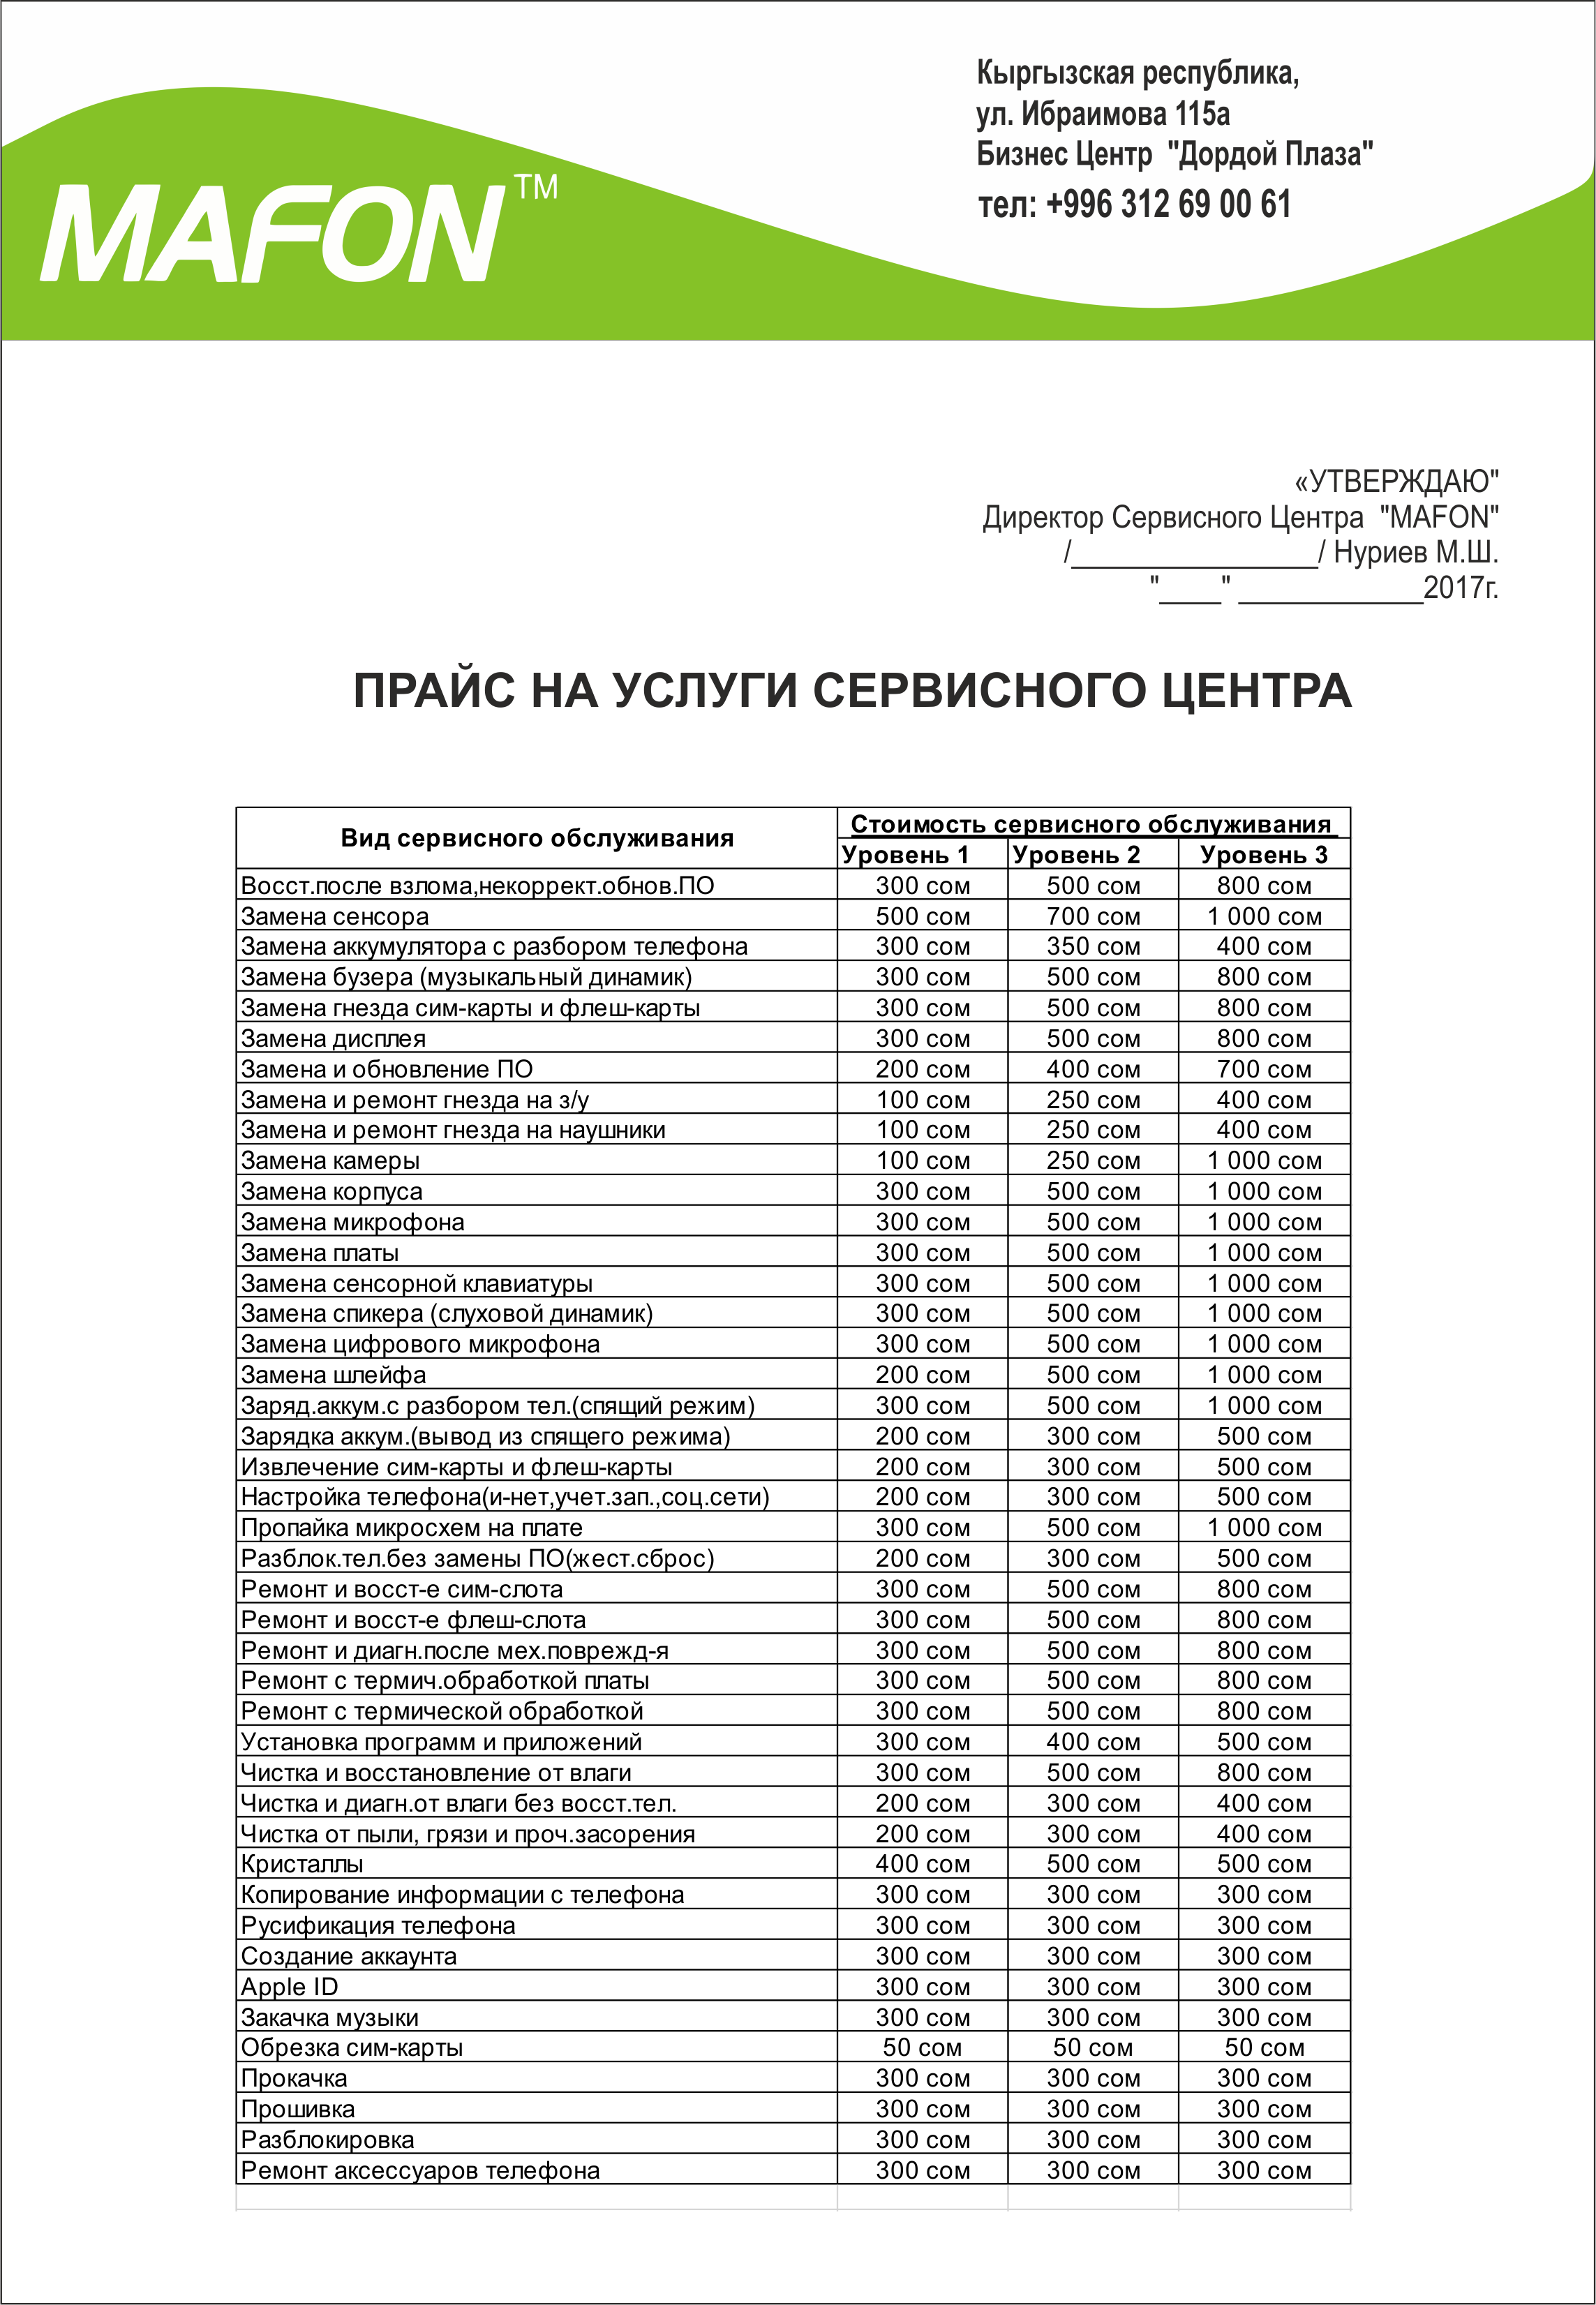 Кыргызская республика,
ул. Ибраимова 115а
Бизнес Центр "Дордой Плаза"
тел: +996 312 69 00 61
MAFON TM
«УТВЕРЖДАЮ"
Директор Сервисного Центра "MAFON"
/________________/ Нуриев М.Ш.
"____" ____________2017г.
ПРАЙС НА УСЛУГИ СЕРВИСНОГО ЦЕНТРА
Вид сервисного обслуживания Стоимость сервисного обслуживания
Уровень 1 Уровень 2 Уровень 3
Восст.после взлома,некоррект.обнов.ПО 300 сом 500 сом 800 сом
Замена сенсора 500 сом 700 сом 1 000 сом
Замена аккумулятора с разбором телефона 300 сом 350 сом 400 сом
Замена бузера (музыкальный динамик) 300 сом 500 сом 800 сом
Замена гнезда сим-карты и флеш-карты 300 сом 500 сом 800 сом
Замена дисплея 300 сом 500 сом 800 сом
Замена и обновление ПО 200 сом 400 сом 700 сом
Замена и ремонт гнезда на з/у 100 сом 250 сом 400 сом
Замена и ремонт гнезда на наушники 100 сом 250 сом 400 сом
Замена камеры 100 сом 250 сом 1 000 сом
Замена корпуса 300 сом 500 сом 1 000 сом
Замена микрофона 300 сом 500 сом 1 000 сом
Замена платы 300 сом 500 сом 1 000 сом
Замена сенсорной клавиатуры 300 сом 500 сом 1 000 сом
Замена спикера (слуховой динамик) 300 сом 500 сом 1 000 сом
Замена цифрового микрофона 300 сом 500 сом 1 000 сом
Замена шлейфа 200 сом 500 сом 1 000 сом
Заряд.аккум.с разбором тел.(спящий режим) 300 сом 500 сом 1 000 сом
Зарядка аккум.(вывод из спящего режима) 200 сом 300 сом 500 сом
Извлечение сим-карты и флеш-карты 200 сом 300 сом 500 сом
Настройка телефона(и-нет,учет.зап.,соц.сети) 200 сом 300 сом 500 сом
Пропайка микросхем на плате 300 сом 500 сом 1 000 сом
Разблок.тел.без замены ПО(жест.сброс) 200 сом 300 сом 500 сом
Ремонт и восст-е сим-слота 300 сом 500 сом 800 сом
Ремонт и восст-е флеш-слота 300 сом 500 сом 800 сом
Ремонт и диагн.после мех.поврежд-я 300 сом 500 сом 800 сом
Ремонт с термич.обработкой платы 300 сом 500 сом 800 сом
Ремонт с термической обработкой 300 сом 500 сом 800 сом
Установка программ и приложений 300 сом 400 сом 500 сом
Чистка и восстановление от влаги 300 сом 500 сом 800 сом
Чистка и диагн.от влаги без восст.тел. 200 сом 300 сом 400 сом
Чистка от пыли, грязи и проч.засорения 200 сом 300 сом 400 сом
Кристаллы 400 сом 500 сом 500 сом
Копирование информации с телефона 300 сом 300 сом 300 сом
Русификация телефона 300 сом 300 сом 300 сом
Создание аккаунта 300 сом 300 сом 300 сом
Apple ID 300 сом 300 сом 300 сом
Закачка музыки 300 сом 300 сом 300 сом
Обрезка сим-карты 50 сом 50 сом 50 сом
Прокачка 300 сом 300 сом 300 сом
Прошивка 300 сом 300 сом 300 сом
Разблокировка 300 сом 300 сом 300 сом
Ремонт аксессуаров телефона 300 сом 300 сом 300 сом